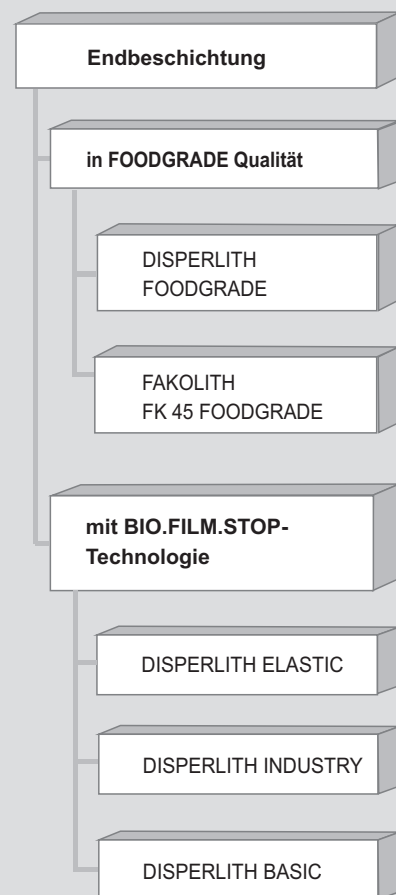 Endbeschichtung
in FOODGRADE Qualität
DISPERLITH
FOODGRADE
FAKOLITH
FK 45 FOODGRADE
mit BIO.FILM.STOP-
Technologie
DISPERLITH ELASTIC
DISPERLITH INDUSTRY
DISPERLITH BASIC